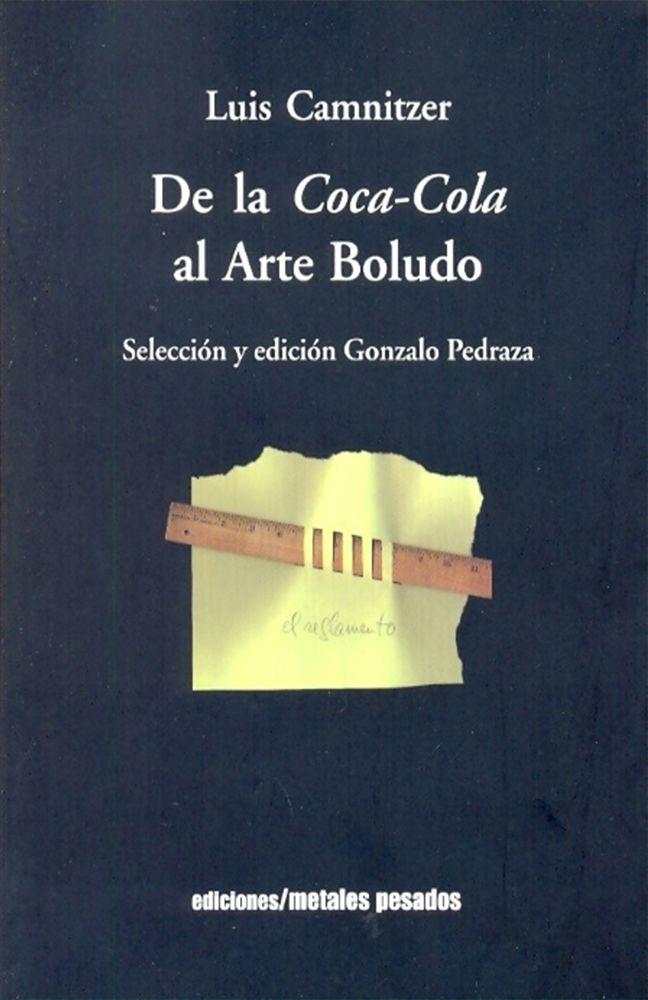 Luis Camnitzer
De la Coca-Cola
al Arte Boludo
Selección y edición Gonzalo Pedraza
el reglamento
ediciones/metales pesados